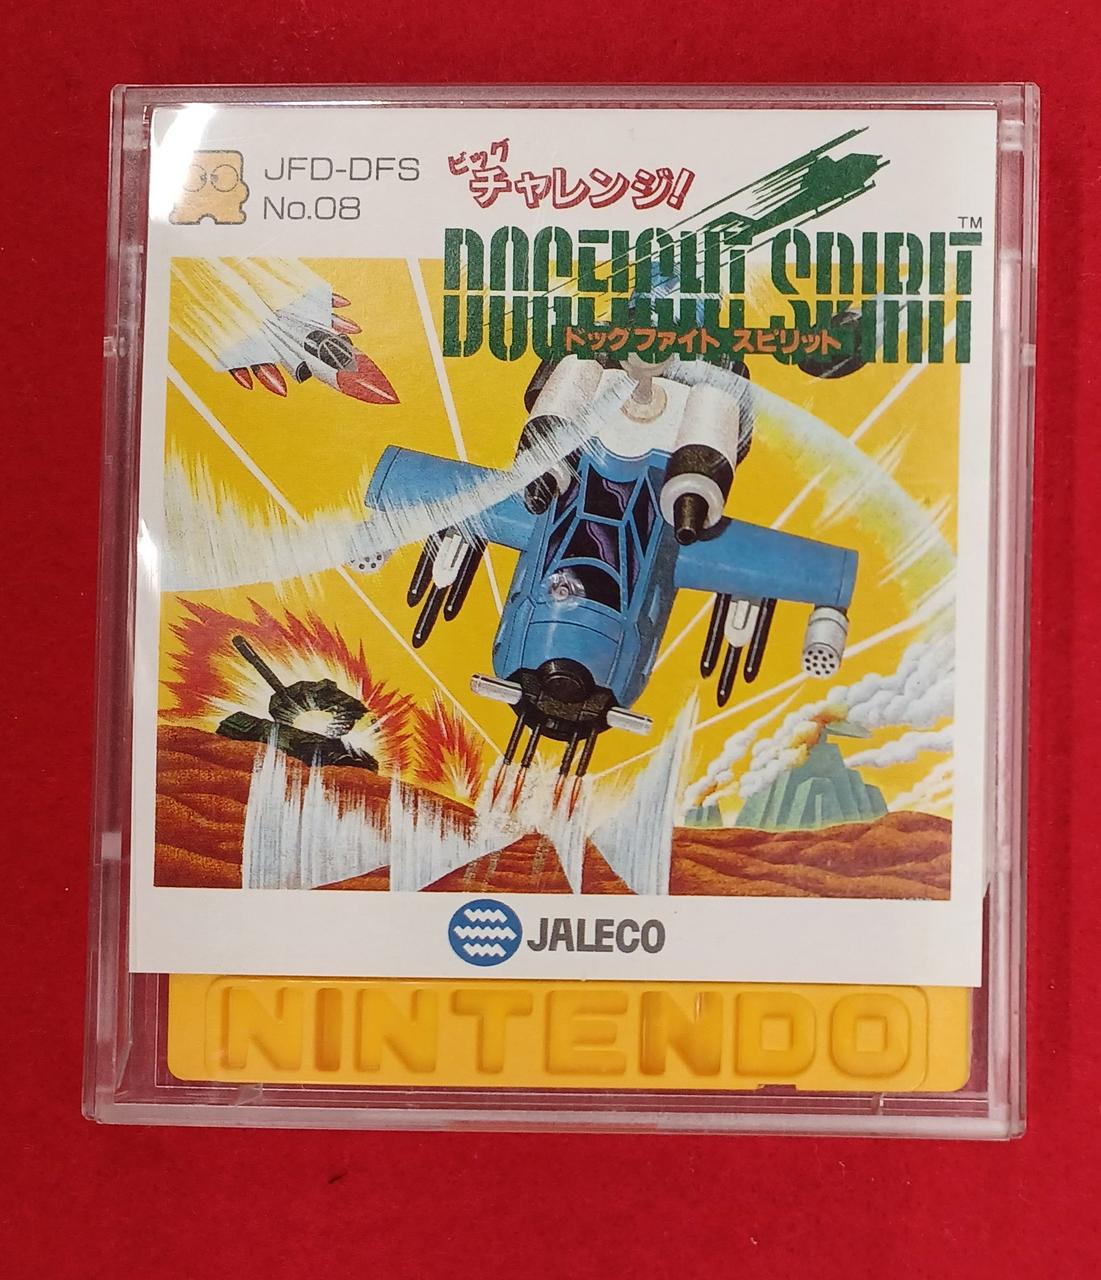 JFD-DFS
No.08
ビッグ
チャレンジ!
TM
DOGFIGHT SPIRIT
ドッグファイト スピリット
JALECO
NINTENDO